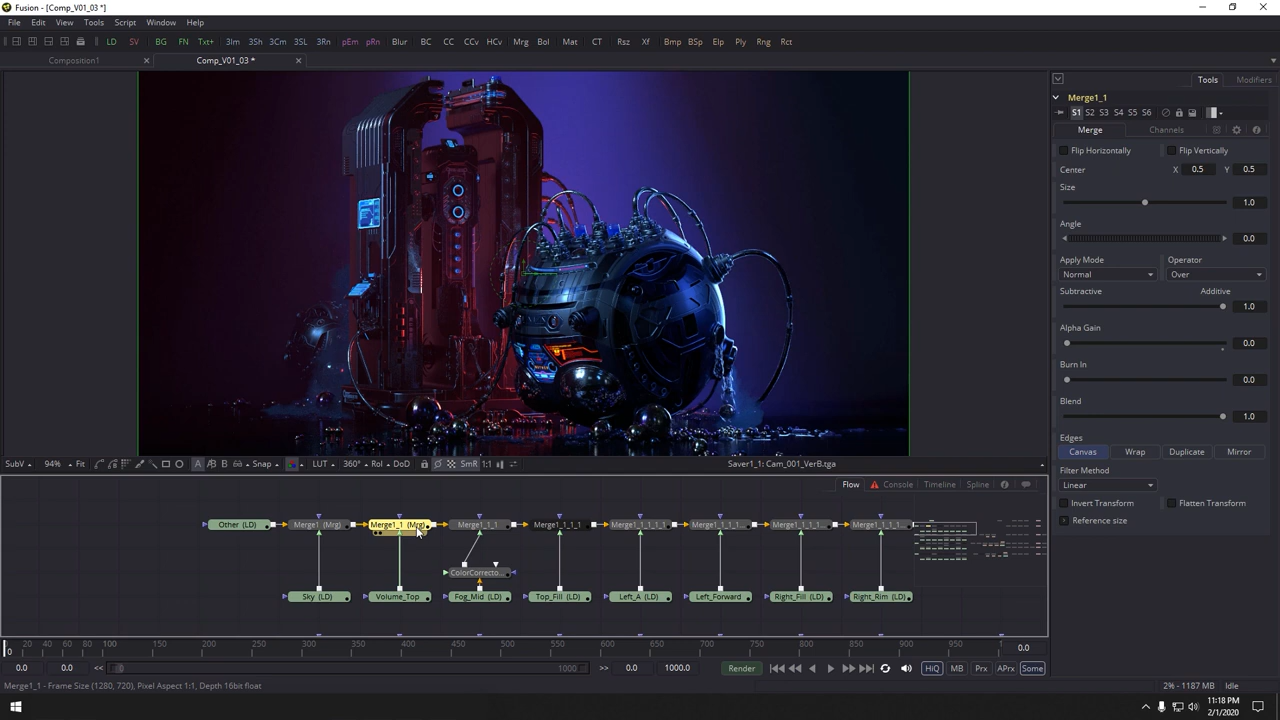 Fusion - [Comp_V01_03 *]
File Edit View Tools Script Window Help
LD SV BG FN Txt+ 3Im 3Sh 3Cm 3SL 3Rn pEm pRn Blur BC CC CCv HCv Mrg Bol Mat CT Rsz Xf Bmp BSp Elp Ply Rng Rct
Composition1 Comp_V01_03 *
Tools Modifiers
Merge1_1
S1 S2 S3 S4 S5 S6
Merge Channels
Flip Horizontally Flip Vertically
Center X 0.5 Y 0.5
Size
1.0
Angle
0.0
Apply Mode Operator
Normal Over
Subtractive Additive
1.0
Alpha Gain
0.0
Burn In
0.0
Blend
1.0
Edges
Canvas Wrap Duplicate Mirror
Filter Method
Linear
Invert Transform Flatten Transform
Reference size
SubV 94% Fit A Snap LUT 360° RoI DoD SmR 1:1 Saver1_1: Cam_001_VerB.tga
Flow Console Timeline Spline
Other (LD) Merge1 (Mrg) Merge1_1 (Mrg) Merge1_1_1 Merge1_1_1_1 Merge1_1_1_1... Merge1_1_1... Merge1_1_1... Merge1_1_1...
ColorCorrecto...
Sky (LD) Volume_Top Fog_Mid (LD) Top_Fill (LD) Left_A (LD) Left_Forward Right_Fill (LD) Right_Rim (LD)
0 20 40 60 80 100 200 250 300 350 400 450 500 550 600 650 700 750 800 850 900 950 0.0
0.0 0.0 << 1000 >> 0.0 1000.0 Render HiQ MB Prx APrx Some
Merge1_1 - Frame Size (1280, 720), Pixel Aspect 1:1, Depth 16bit float 2% - 1187 MB Idle
11:18 PM
2/1/2020